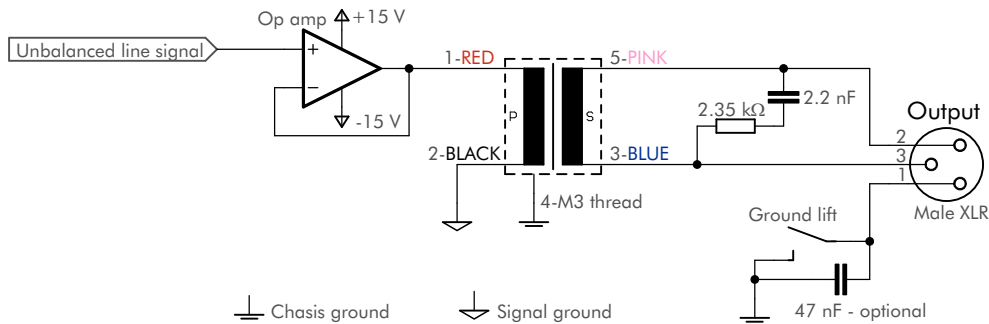 Op amp
+15 V
Unbalanced line signal
+
−
-15 V
1-RED
5-PINK
P
S
2-BLACK
3-BLUE
4-M3 thread
2.2 nF
2.35 kΩ
Output
2
3
1
Male XLR
Ground lift
47 nF - optional
Chasis ground
Signal ground